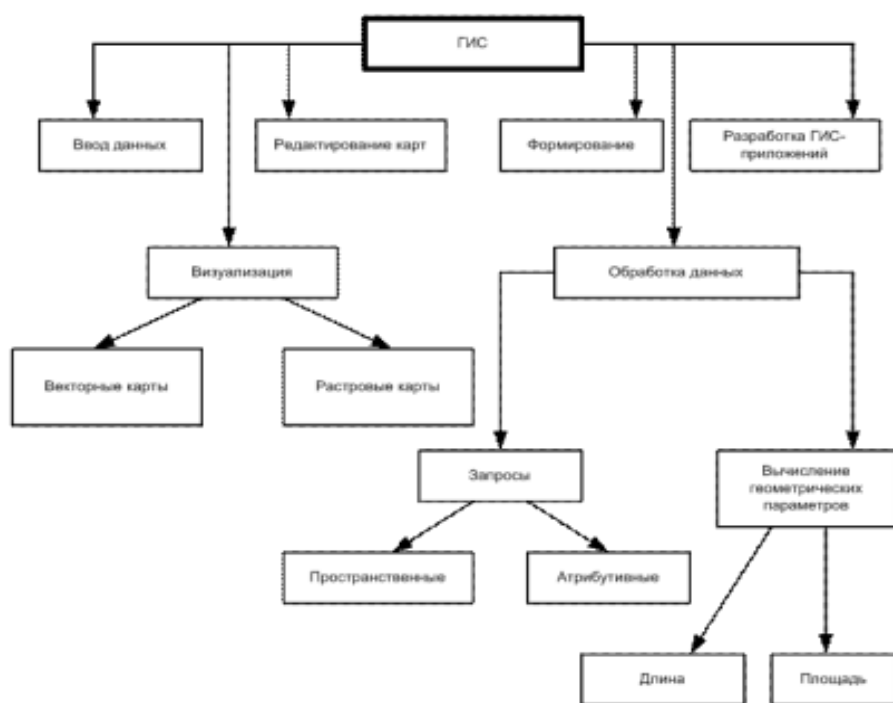 ГИС
Ввод данных
Редактирование карт
Формирование
Разработка ГИС-
приложений
Визуализация
Обработка данных
Векторные карты
Растровые карты
Запросы
Вычисление
геометрических
параметров
Пространственные
Атрибутивные
Длина
Площадь